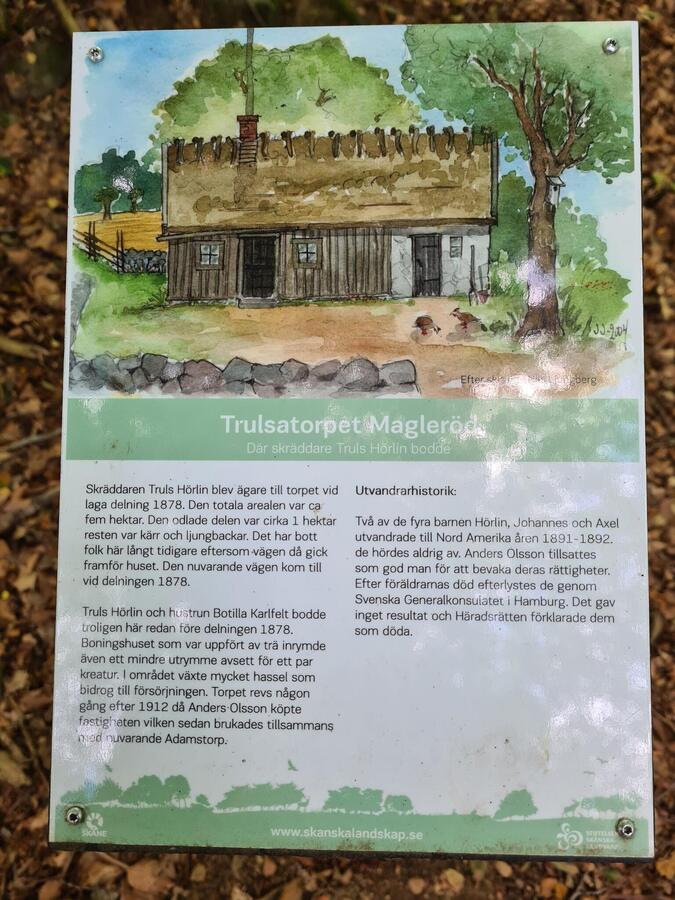 JJ-2004
Efter
berg
Trulsatorpet Magleröd
Där skräddare Truls Hörlin bodde
Skräddaren Truls Hörlin blev ägare till torpet vid
laga delning 1878. Den totala arealen var ca
fem hektar. Den odlade delen var cirka 1 hektar
resten var kärr och ljungbackar. Det har bott
folk här långt tidigare eftersom vägen då gick
framför huset. Den nuvarande vägen kom till
vid delningen 1878.
Truls Hörlin och hustrun Botilla Karlfelt bodde
troligen här redan före delningen 1878.
Boningshuset som var uppfört av trä inrymde
även ett mindre utrymme avsett för ett par
kreatur. I området växte mycket hassel som
bidrog till försörjningen. Torpet revs någon
gång efter 1912 då Anders Olsson köpte
fastigheten vilken sedan brukades tillsammans
med nuvarande Adamstorp.
Utvandrarhistorik:
Två av de fyra barnen Hörlin, Johannes och Axel
utvandrade till Nord Amerika åren 1891-1892.
de hördes aldrig av. Anders Olsson tillsattes
som god man för att bevaka deras rättigheter.
Efter föräldrarnas död efterlystes de genom
Svenska Generalkonsulatet i Hamburg. Det gav
inget resultat och Häradsrätten förklarade dem
som döda.
SKÅNE
www.skanskalandskap.se
STIFTELSEN
SKÅNSKA
LANDSKAP